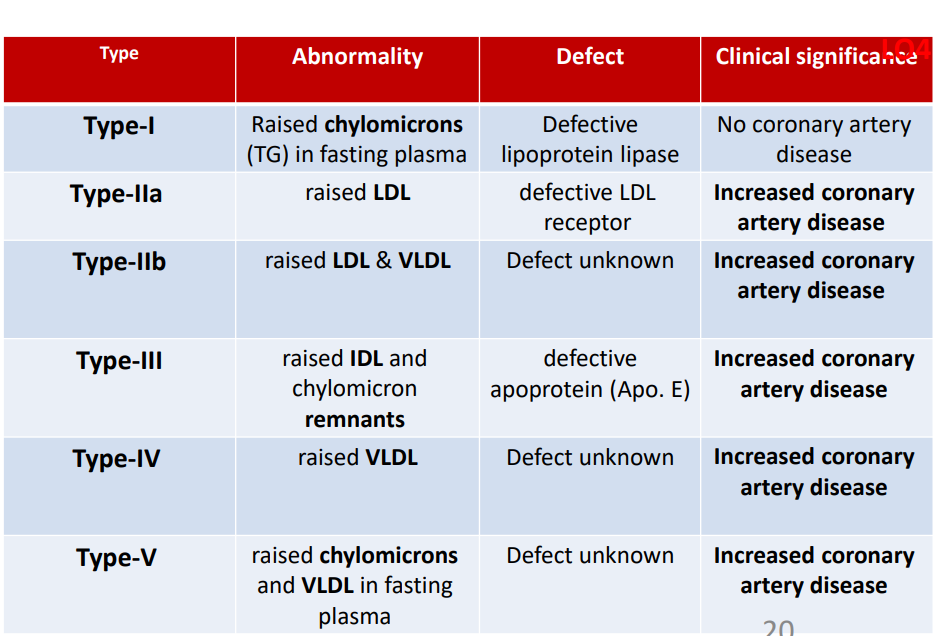 LO4
Type
Abnormality
Defect
Clinical significance
Type-I
Raised chylomicrons
(TG) in fasting plasma
Defective
lipoprotein lipase
No coronary artery
disease
Type-IIa
raised LDL
defective LDL
receptor
Increased coronary
artery disease
Type-IIb
raised LDL & VLDL
Defect unknown
Increased coronary
artery disease
Type-III
raised IDL and
chylomicron
remnants
defective
apoprotein (Apo. E)
Increased coronary
artery disease
Type-IV
raised VLDL
Defect unknown
Increased coronary
artery disease
Type-V
raised chylomicrons
and VLDL in fasting
plasma
Defect unknown
Increased coronary
artery disease
20